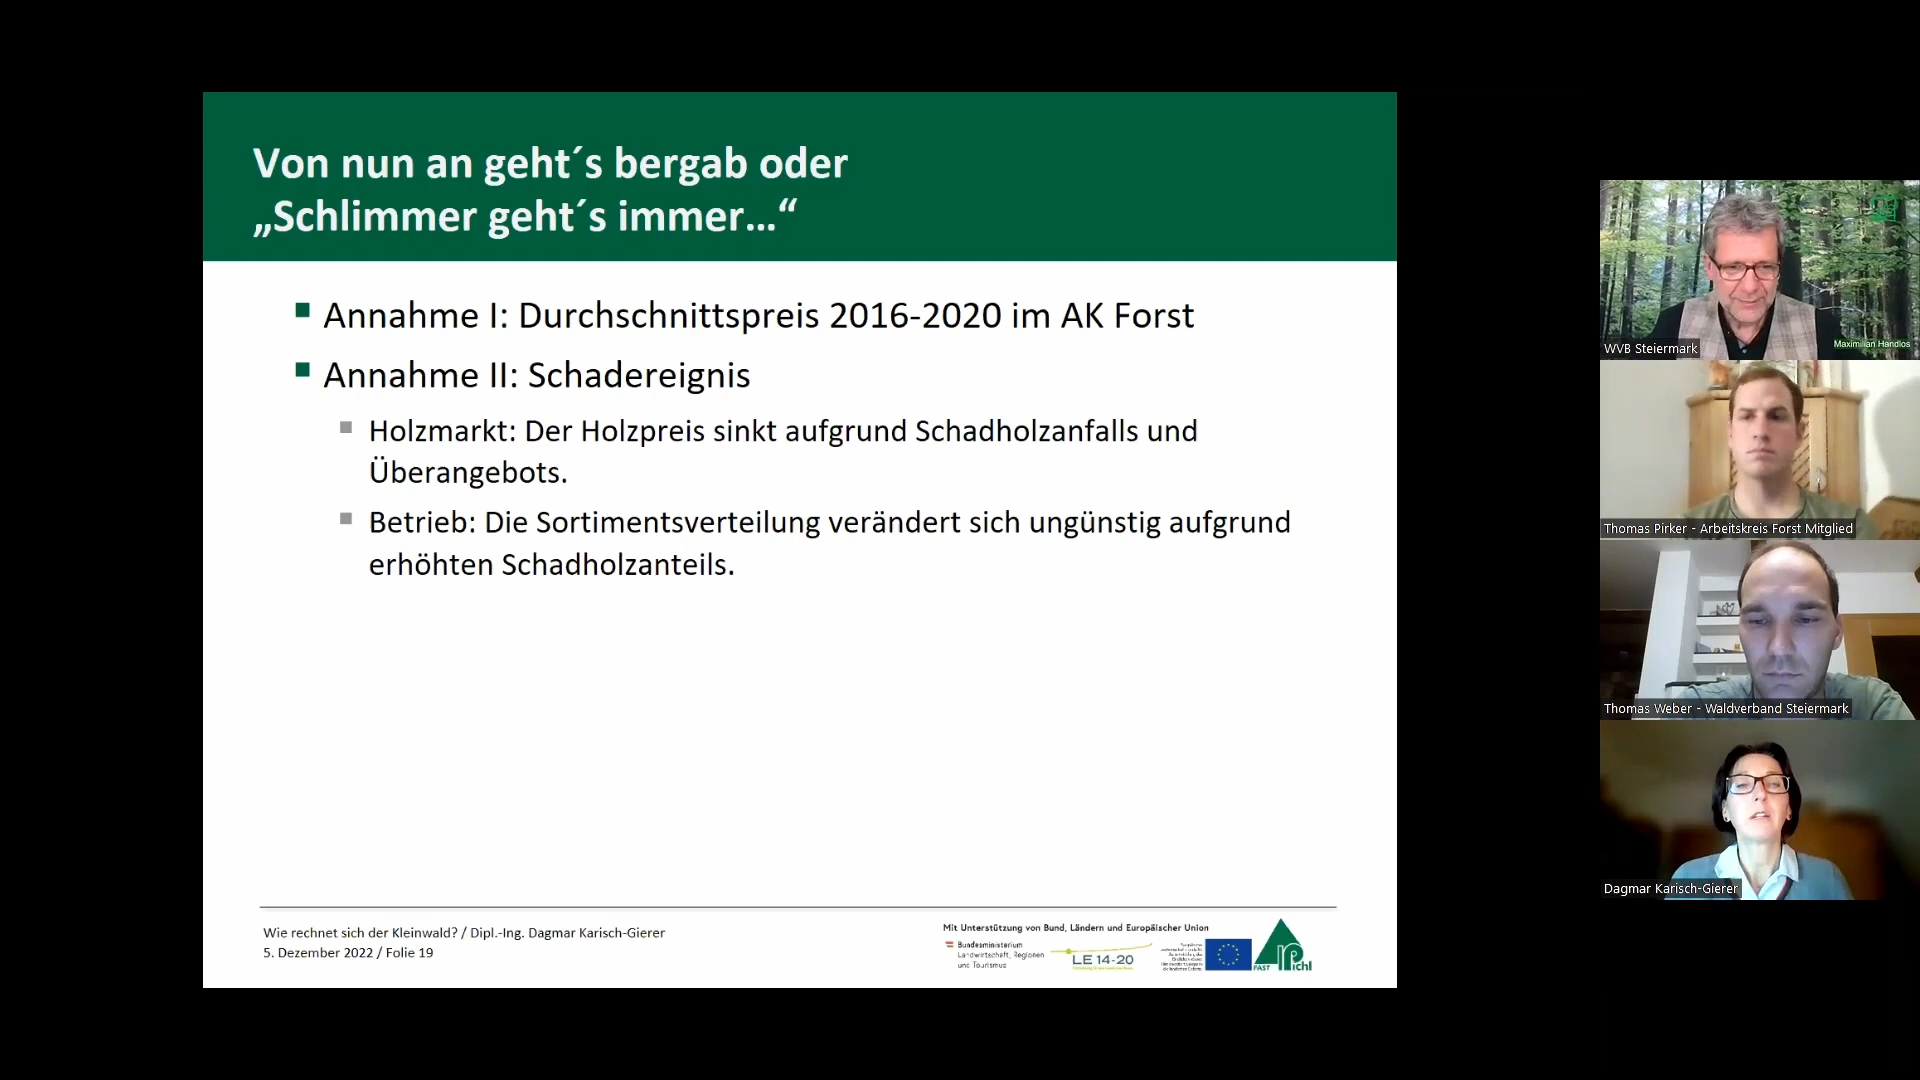 Von nun an geht´s bergab oder
„Schlimmer geht´s immer…“
Annahme I: Durchschnittspreis 2016-2020 im AK Forst
Annahme II: Schadereignis
Holzmarkt: Der Holzpreis sinkt aufgrund Schadholzanfalls und
Überangebots.
Betrieb: Die Sortimentsverteilung verändert sich ungünstig aufgrund
erhöhten Schadholzanteils.
Wie rechnet sich der Kleinwald? / Dipl.-Ing. Dagmar Karisch-Gierer
5. Dezember 2022 / Folie 19
Mit Unterstützung von Bund, Ländern und Europäischer Union
Bundesministerium
Landwirtschaft, Regionen
und Tourismus
LE 14-20
FAST Pichl
Maximilian Handlos
WVB Steiermark
Thomas Pirker - Arbeitskreis Forst Mitglied
Thomas Weber - Waldverband Steiermark
Dagmar Karisch-Gierer